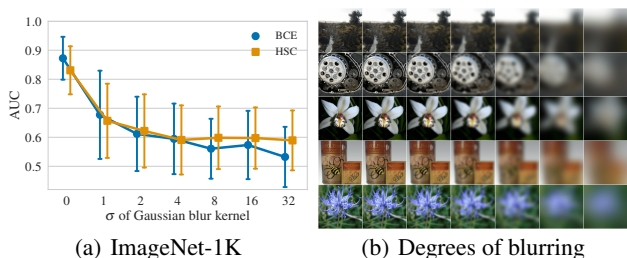 1.0
0.9
0.8
0.7
0.6
0.5
AUC
BCE
HSC
0 1 2 4 8 16 32
σ of Gaussian blur kernel
(a) ImageNet-1K
(b) Degrees of blurring